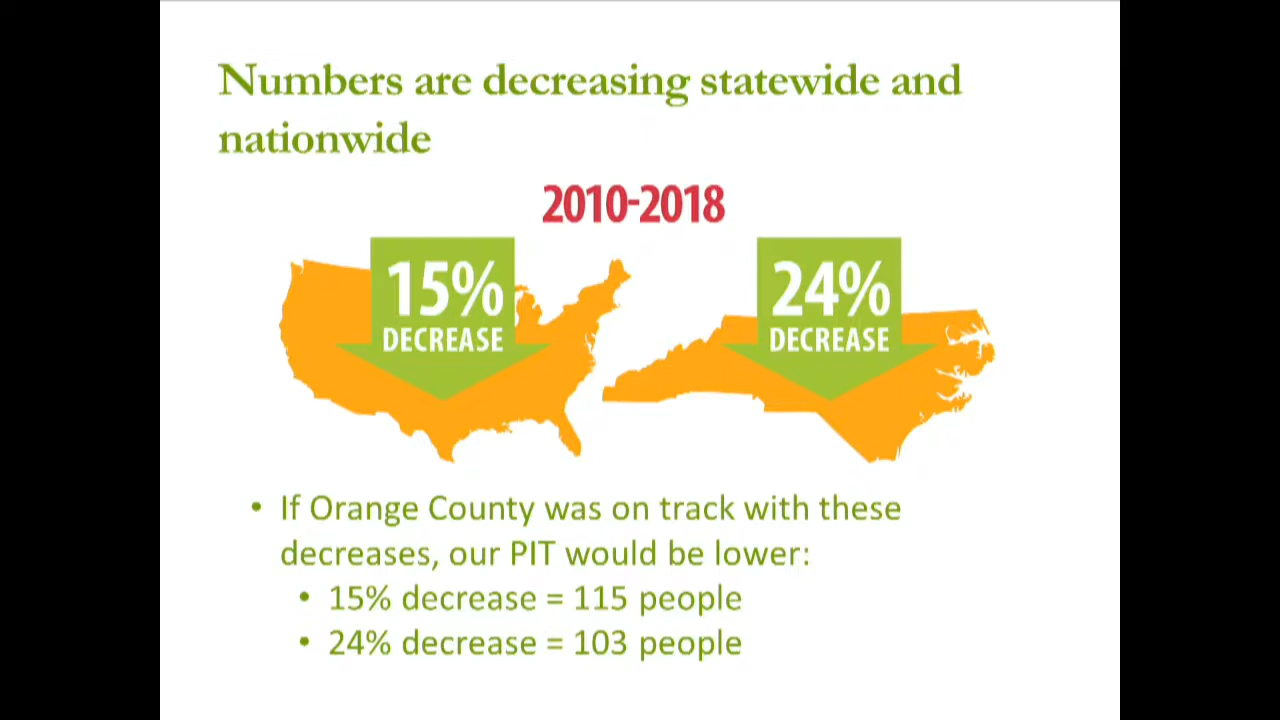 Numbers are decreasing statewide and
nationwide
2010-2018
15%
DECREASE
24%
DECREASE
• If Orange County was on track with these
decreases, our PIT would be lower:
• 15% decrease = 115 people
• 24% decrease = 103 people